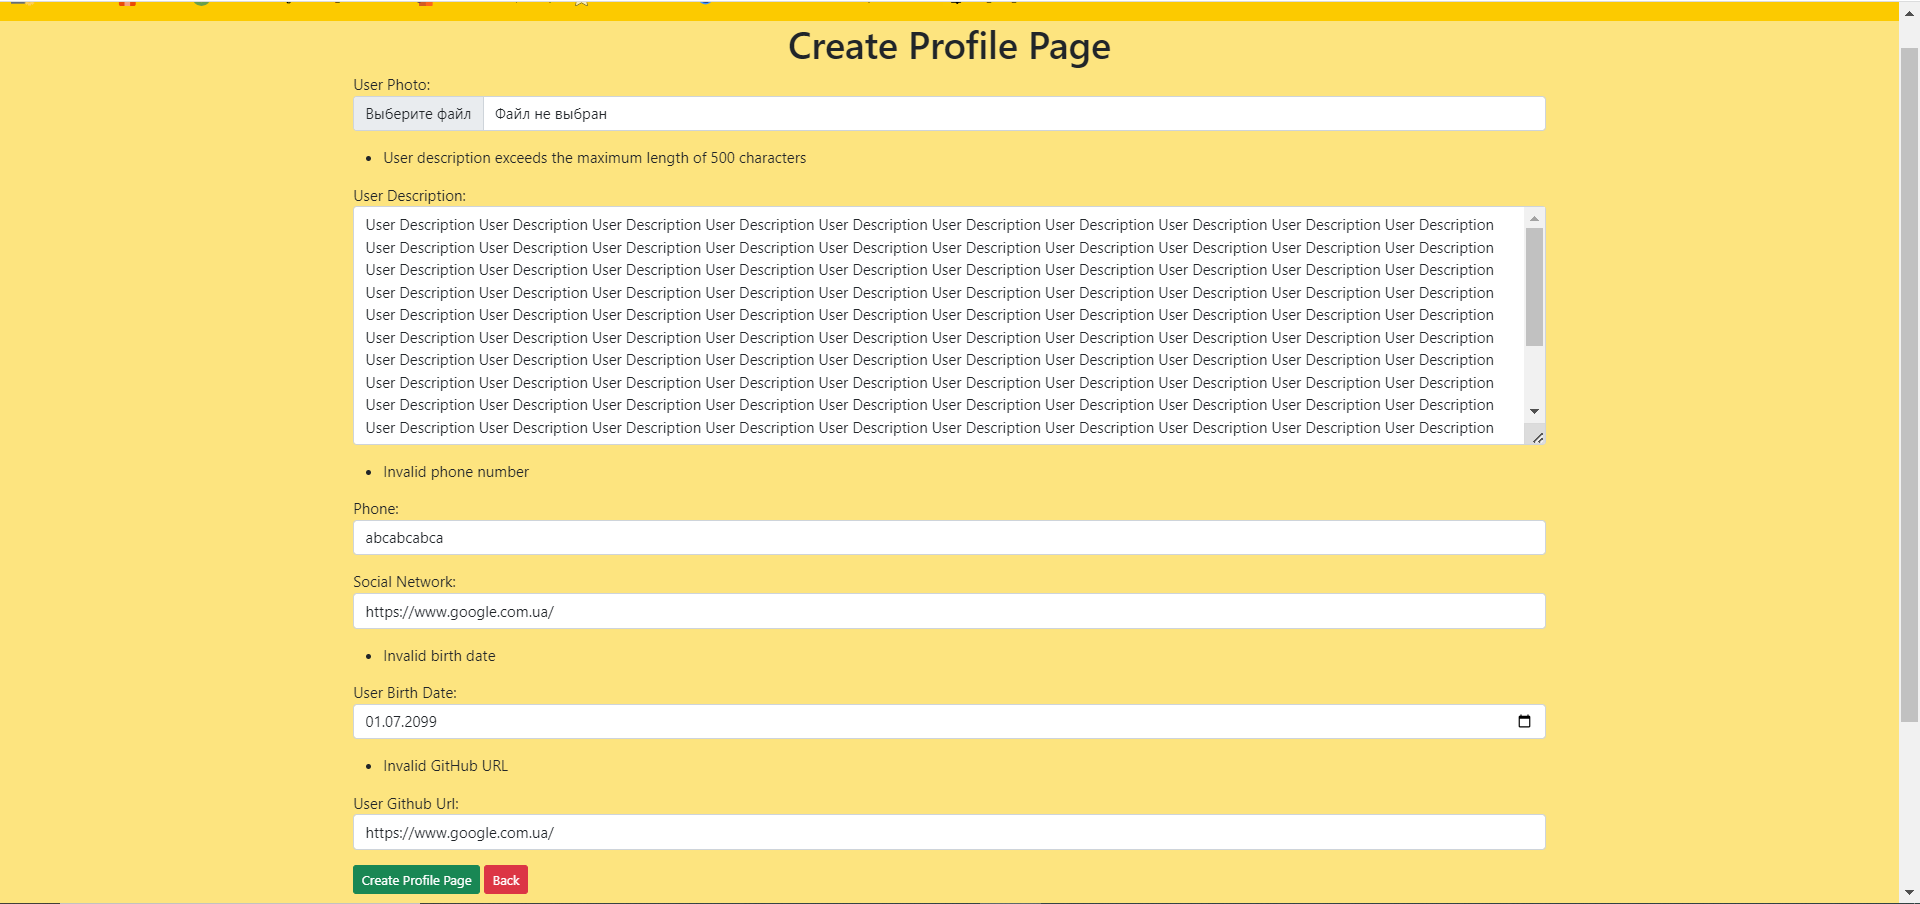 Create Profile Page
User Photo:
Выберите файл Файл не выбран
User description exceeds the maximum length of 500 characters
User Description:
User Description User Description User Description User Description User Description User Description User Description User Description User Description User Description
User Description User Description User Description User Description User Description User Description User Description User Description User Description User Description
User Description User Description User Description User Description User Description User Description User Description User Description User Description User Description
User Description User Description User Description User Description User Description User Description User Description User Description User Description User Description
User Description User Description User Description User Description User Description User Description User Description User Description User Description User Description
User Description User Description User Description User Description User Description User Description User Description User Description User Description User Description
User Description User Description User Description User Description User Description User Description User Description User Description User Description User Description
User Description User Description User Description User Description User Description User Description User Description User Description User Description User Description
User Description User Description User Description User Description User Description User Description User Description User Description User Description User Description
User Description User Description User Description User Description User Description User Description User Description User Description User Description User Description
Invalid phone number
Phone:
abcabcabca
Social Network:
https://www.google.com.ua/
Invalid birth date
User Birth Date:
01.07.2099
Invalid GitHub URL
User Github Url:
https://www.google.com.ua/
Create Profile Page Back